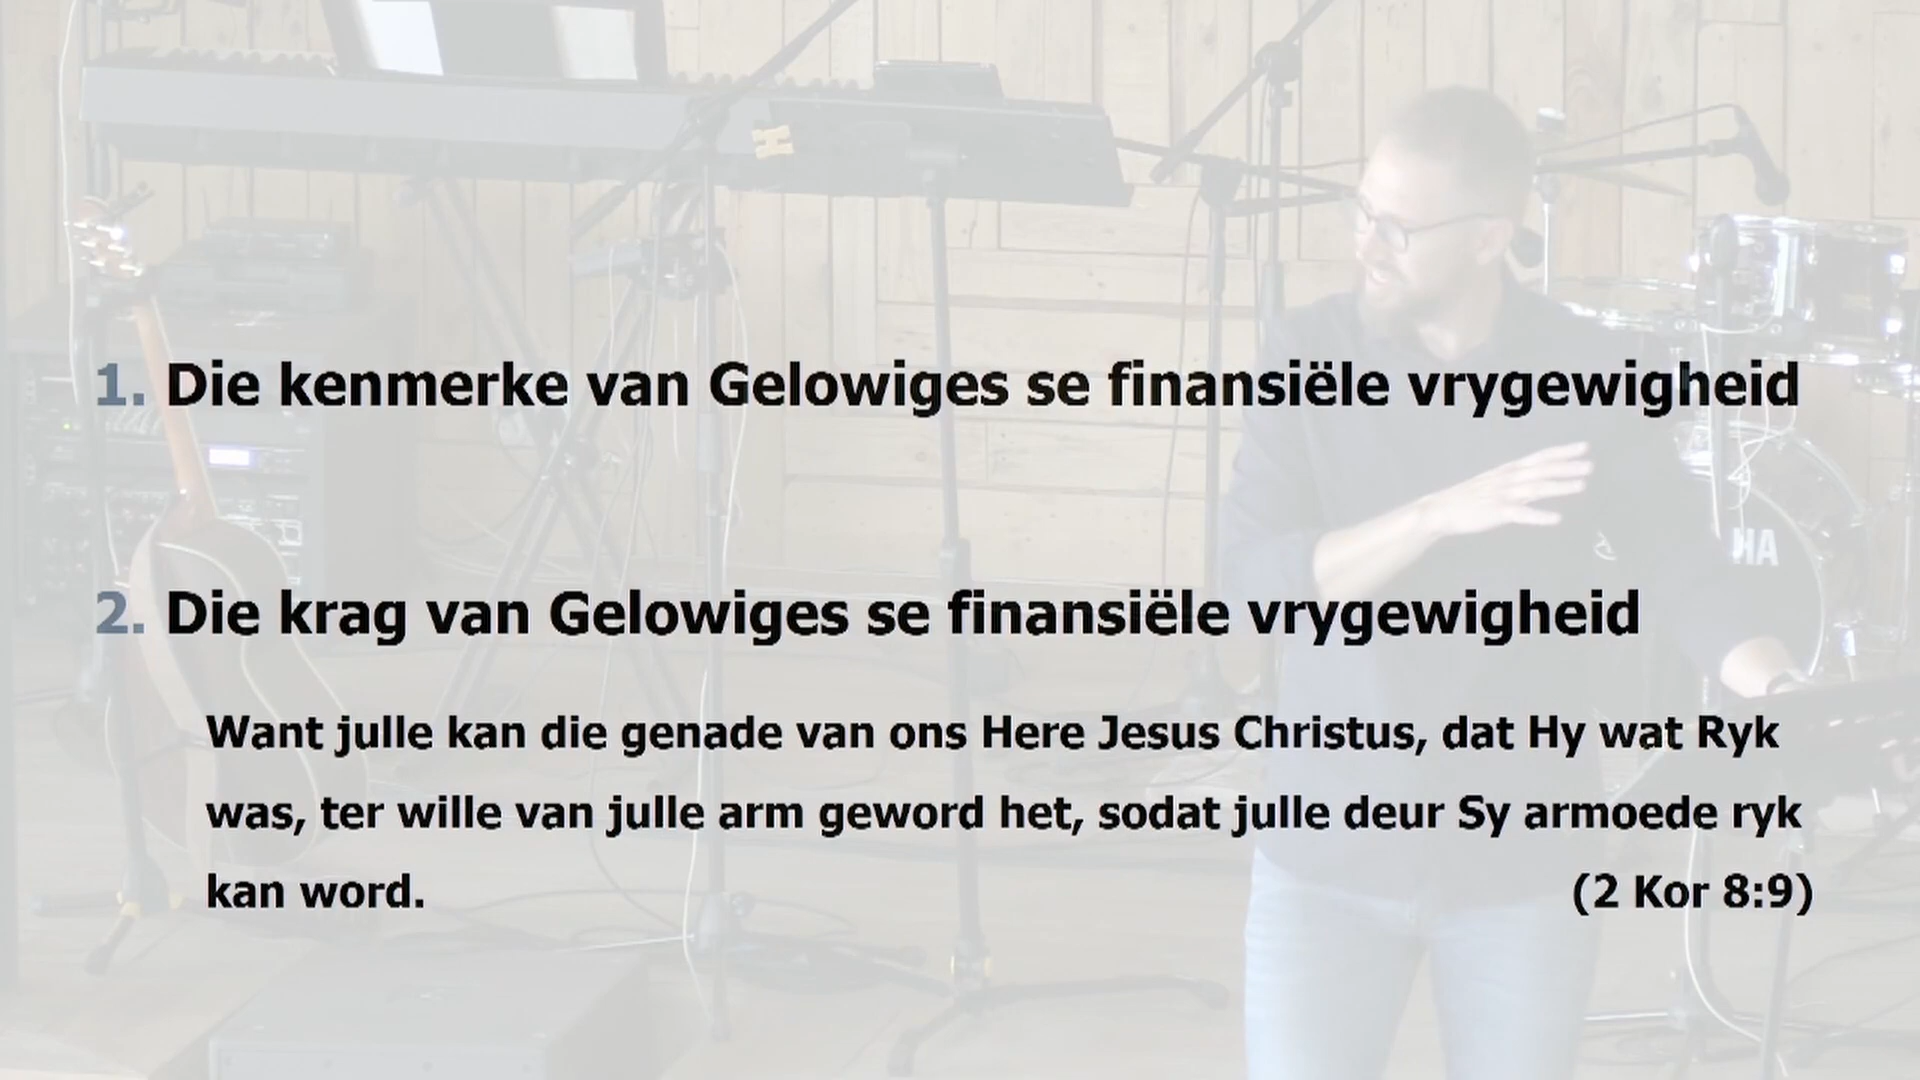 1. Die kenmerke van Gelowiges se finansiële vrygewigheid
HA
2. Die krag van Gelowiges se finansiële vrygewigheid
Want julle kan die genade van ons Here Jesus Christus, dat Hy wat Ryk
was, ter wille van julle arm geword het, sodat julle deur Sy armoede ryk
kan word. (2 Kor 8:9)